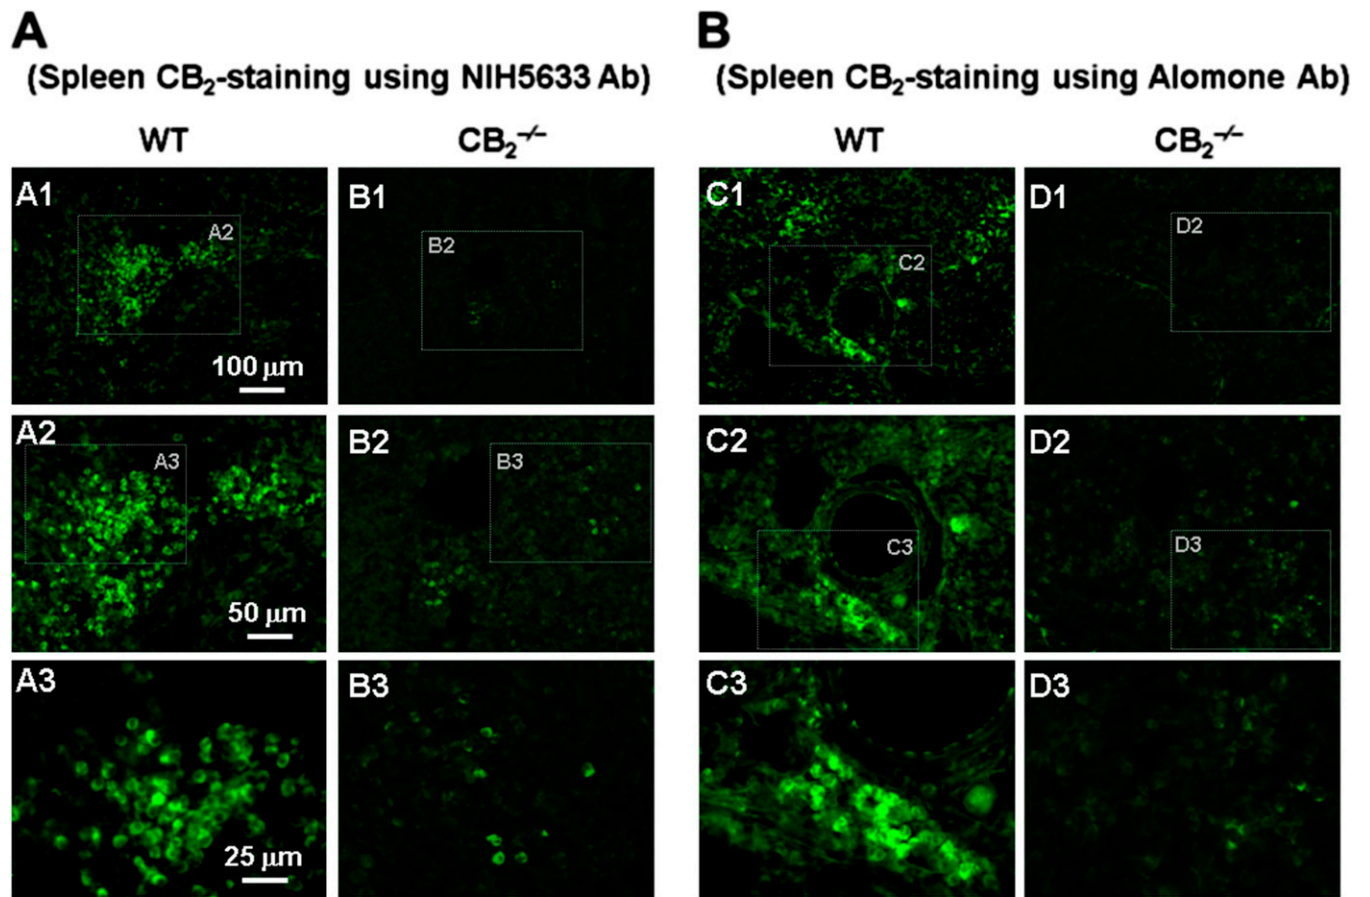 A
(Spleen CB₂-staining using NIH5633 Ab)
WT CB₂⁻/⁻
A1
A2
100 μm
B1
B2
A2
A3
50 μm
B2
B3
A3
25 μm
B3
B
(Spleen CB₂-staining using Alomone Ab)
WT CB₂⁻/⁻
C1
C2
D1
D2
C2
C3
D2
D3
C3
D3